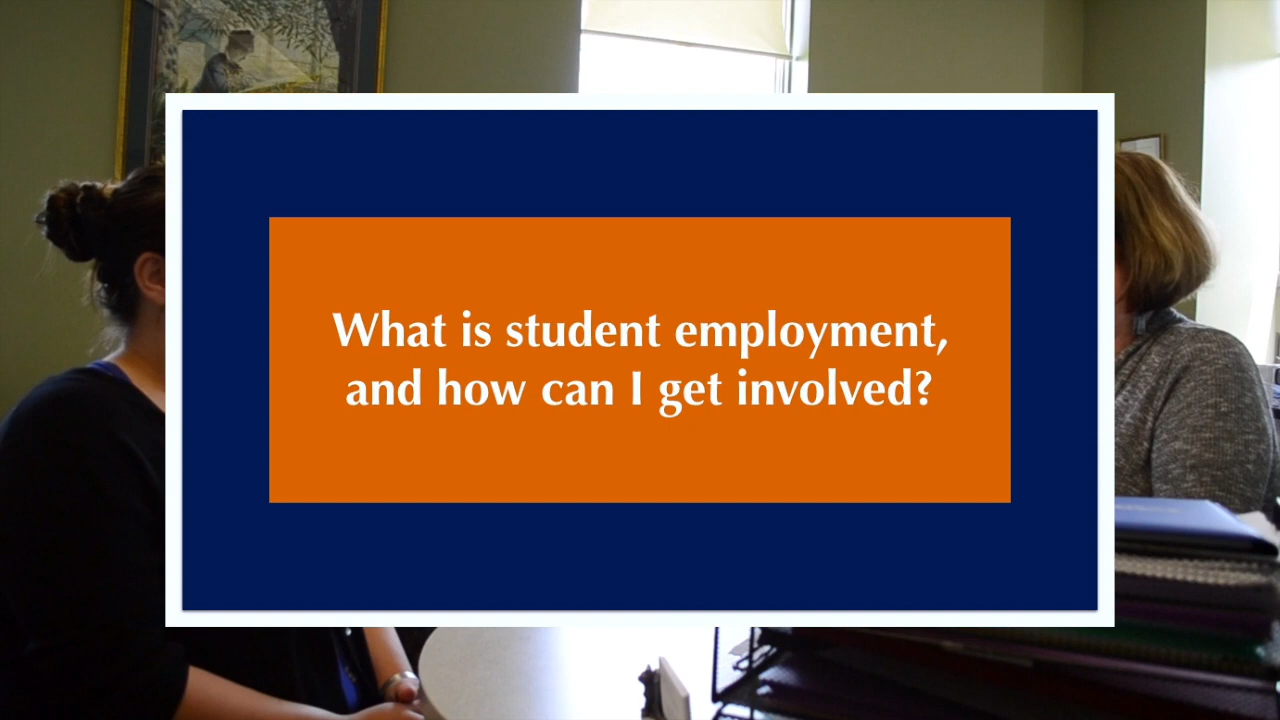 What is student employment,
and how can I get involved?